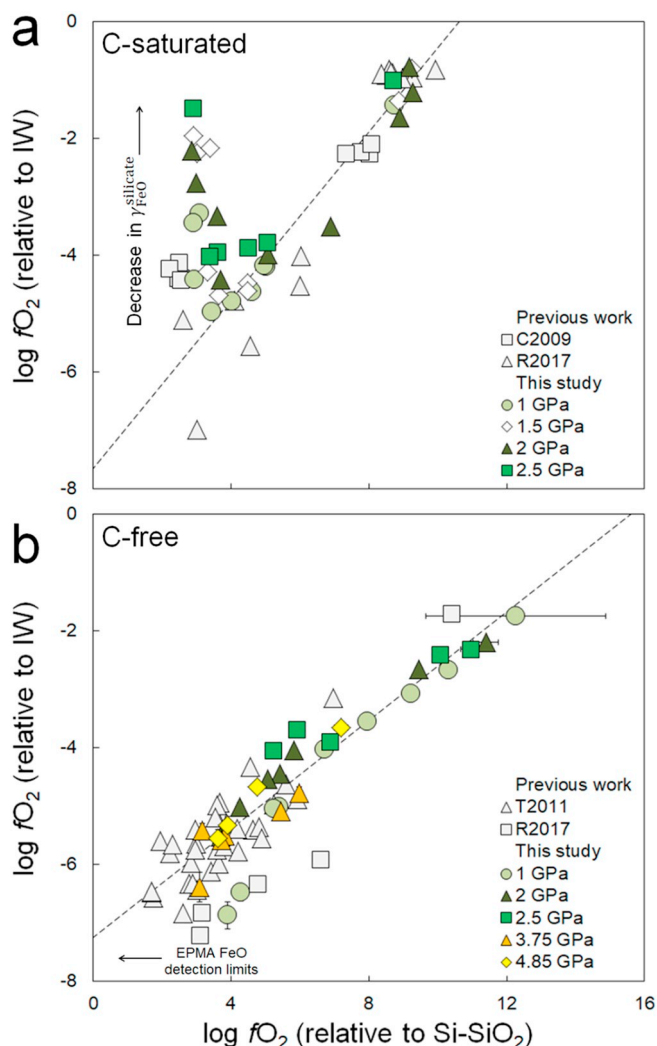 a
C-saturated
0
-2
-4
-6
-8
log fO₂ (relative to IW)
Decrease in γ^silicate_FeO
Previous work
C2009
R2017
This study
1 GPa
1.5 GPa
2 GPa
2.5 GPa
b
C-free
0
-2
-4
-6
-8
log fO₂ (relative to IW)
Previous work
T2011
R2017
This study
1 GPa
2 GPa
2.5 GPa
3.75 GPa
4.85 GPa
EPMA FeO
detection limits
0 4 8 12 16
log fO₂ (relative to Si-SiO₂)